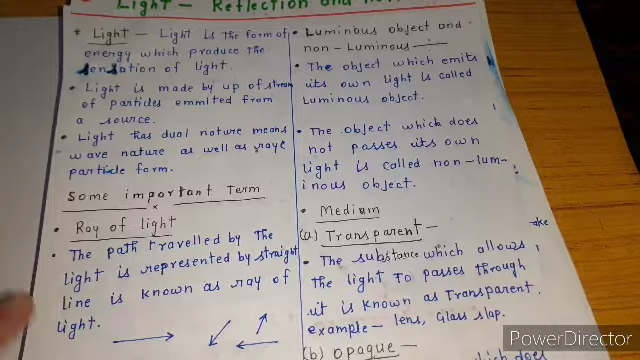 Light - Reflection and
* Light - Light is the form of
energy which produce the
sensation of light.
• Light is made by up of stream
of particles emmited from
a source.
• Light has dual nature means
wave nature as well as
particle form.
Some important Term
• Ray of light
• The path travelled by the
light is represented by straight
line is known as ray of
light.
• Luminous object and
non-Luminous
• The object which emits
its own light is called
Luminous object.
• The object which does
not passes its own
light is called non-lum-
inous object.
• Medium
(a) Transparent -
• The substance which allows
the light to passes through
it is known as Transparent.
example - lens, Glass slap.
(b) opaque -
which does
PowerDirector